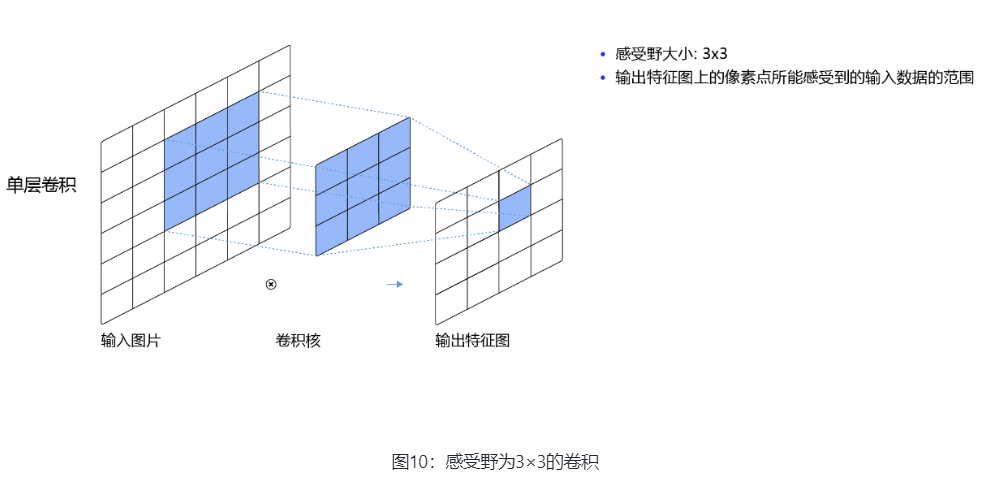 感受野大小: 3x3
输出特征图上的像素点所能感受到的输入数据的范围
单层卷积
输入图片
卷积核
输出特征图
图10：感受野为3×3的卷积